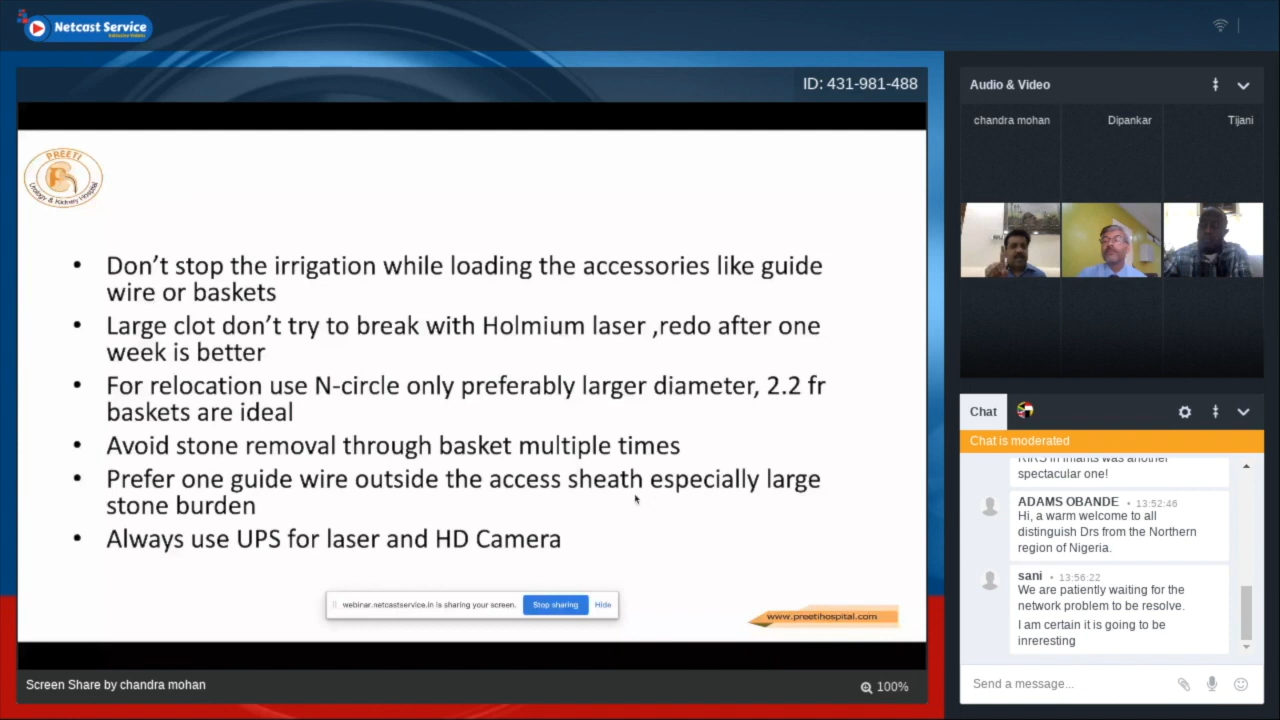 Netcast Service
ID: 431-981-488
PREETI
Urology & Kidney Hospital
• Don’t stop the irrigation while loading the accessories like guide
wire or baskets
• Large clot don’t try to break with Holmium laser ,redo after one
week is better
• For relocation use N-circle only preferably larger diameter, 2.2 fr
baskets are ideal
• Avoid stone removal through basket multiple times
• Prefer one guide wire outside the access sheath especially large
stone burden
• Always use UPS for laser and HD Camera
webinar.netcastservice.in is sharing your screen. Stop sharing Hide
www.preetihospital.com
Screen Share by chandra mohan
100%
Audio & Video
chandra mohan
Dipankar
Tijani
Chat
Chat is moderated
RIRS in infants was another
spectacular one!
ADAMS OBANDE • 13:52:46
Hi, a warm welcome to all
distinguish Drs from the Northern
region of Nigeria.
sani • 13:56:22
We are patiently waiting for the
network problem to be resolve.
I am certain it is going to be
inreresting
Send a message...